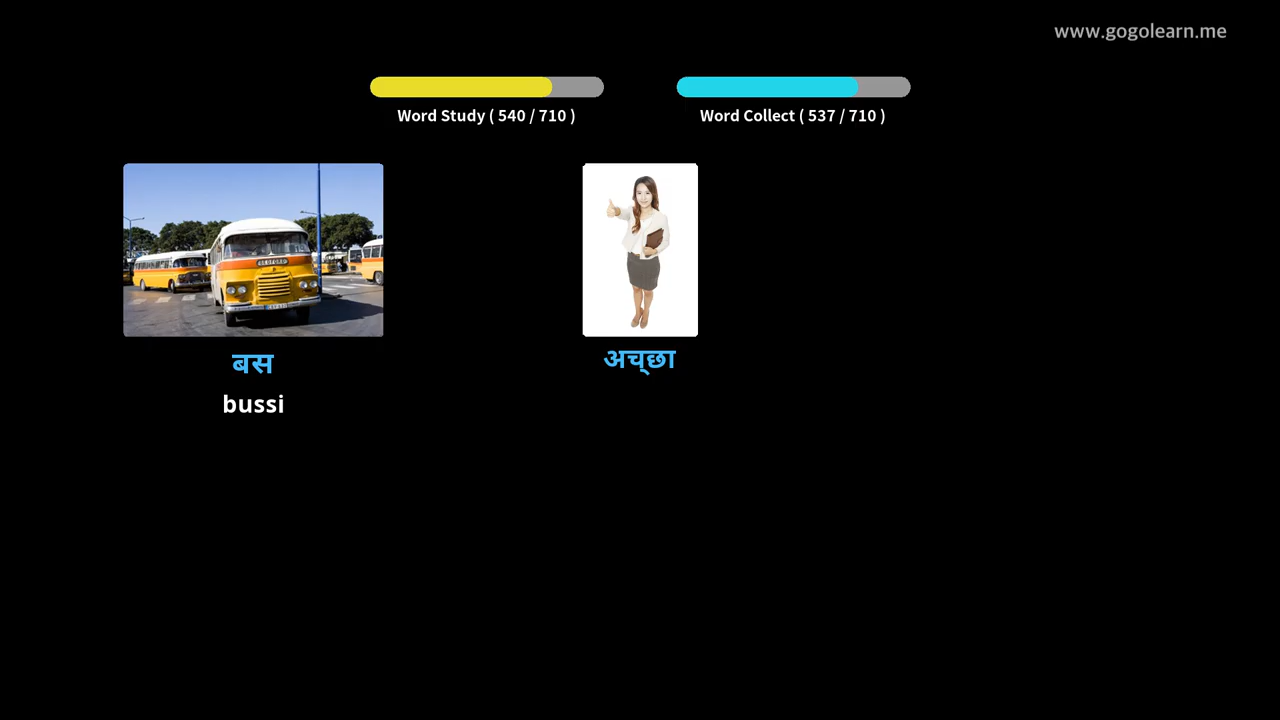 www.gogolearn.me
Word Study ( 540 / 710 )
Word Collect ( 537 / 710 )
बस
bussi
अच्छा